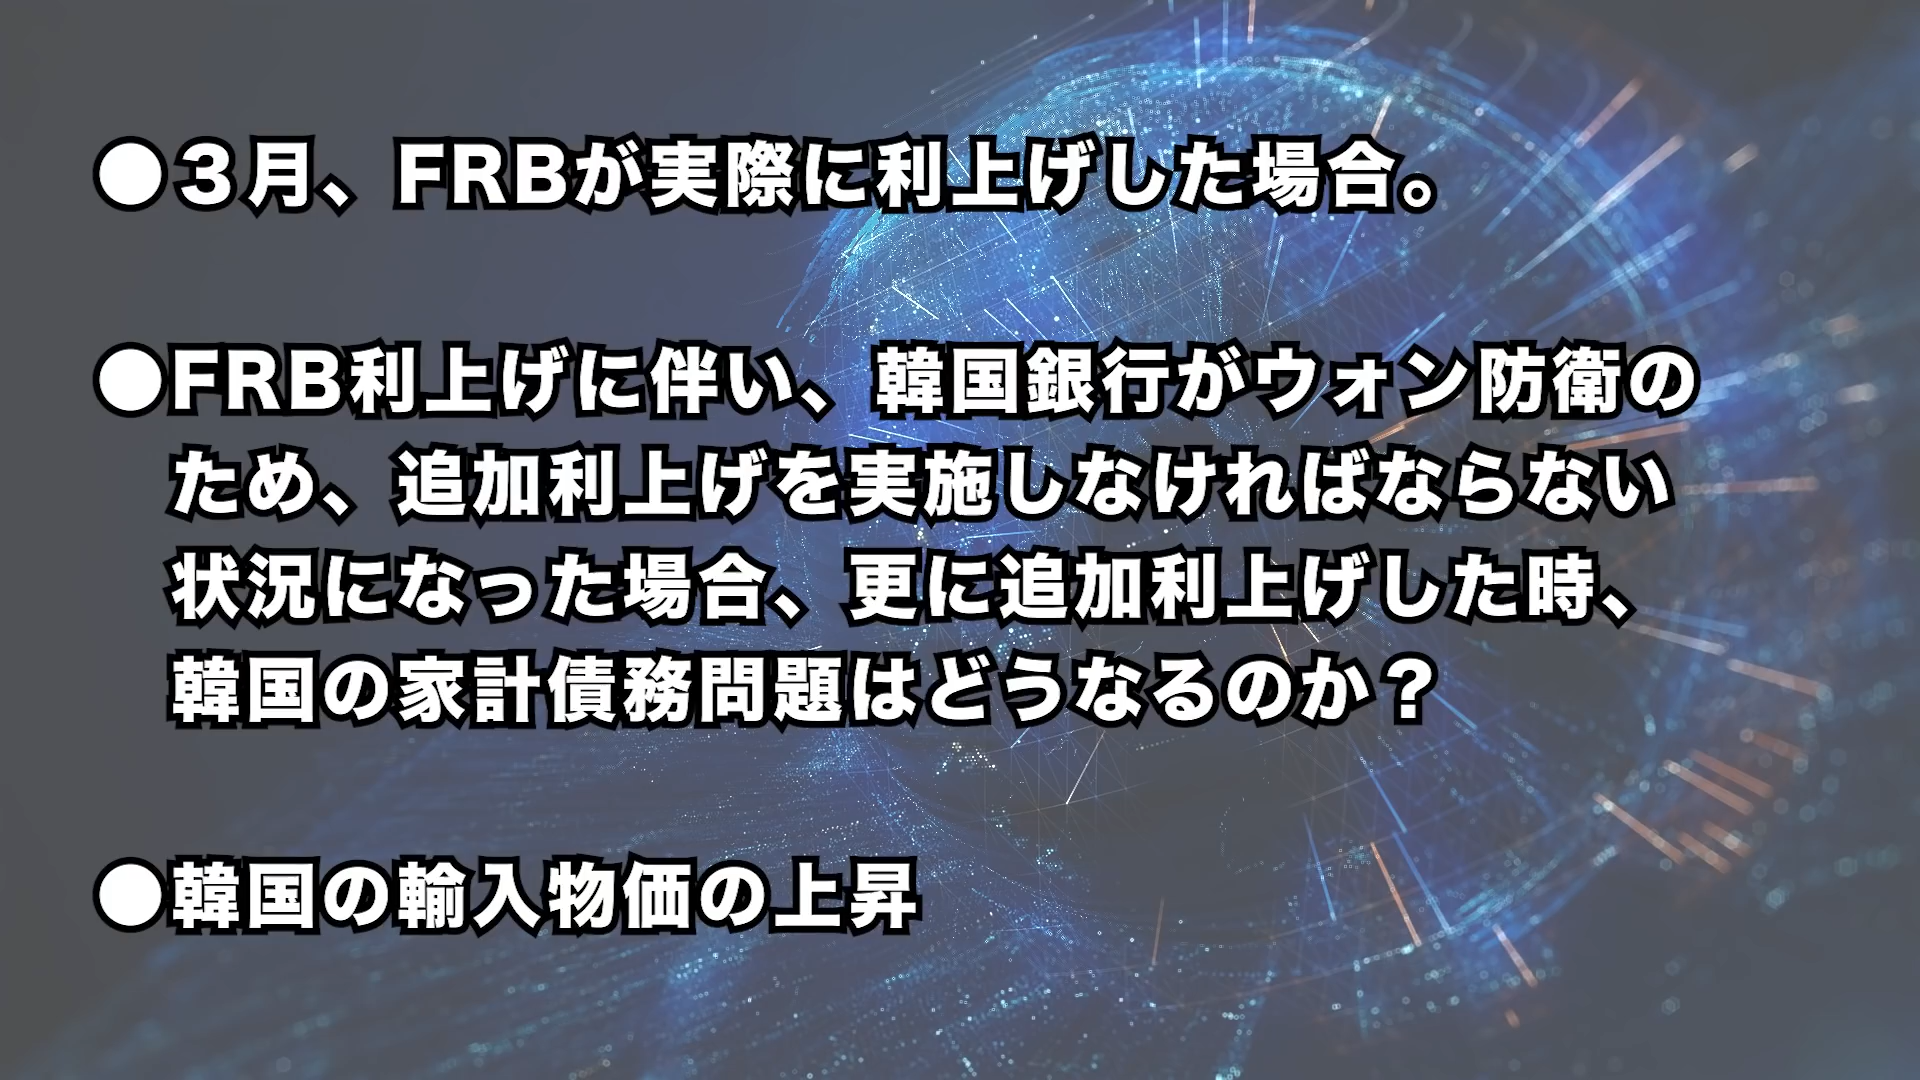 ●３月、FRBが実際に利上げした場合。
●FRB利上げに伴い、韓国銀行がウォン防衛の
ため、追加利上げを実施しなければならない
状況になった場合、更に追加利上げした時、
韓国の家計債務問題はどうなるのか？
●韓国の輸入物価の上昇